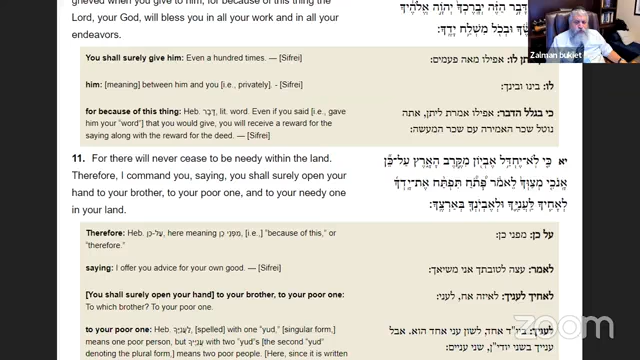 grieved when you give to him, for because of this thing the
Lord, your God, will bless you in all your work and in all your
endeavors.
הַדָּבָ֣ר הַזֶּ֗ה יְבָרֶכְךָ֙ יְהֹוָ֣ה אֱלֹהֶ֔יךָ
וּבְכֹ֖ל מִשְׁלַ֥ח יָדֶֽךָ׃
You shall surely give him: Even a hundred times. — [Sifrei]
לו: אפילו מאה פעמים:
him: [meaning] between him and you [i.e., privately]. - [Sifrei]
לו: בינו ובינך:
for because of this thing: Heb. דָּבָר, lit. word. Even if you said [i.e., gave
him your "word"] that you would give, you will receive a reward for the
saying along with the reward for the deed. — [Sifrei]
כי בגלל הדבר: אפילו אמרת ליתן, אתה
נוטל שכר האמירה עם שכר המעשה:
11. For there will never cease to be needy within the land.
Therefore, I command you, saying, you shall surely open your
hand to your brother, to your poor one, and to your needy one
in your land.
יא כִּ֛י לֹא־יֶחְדַּ֥ל אֶבְי֖וֹן מִקֶּ֣רֶב הָאָ֑רֶץ עַל־כֵּ֞ן
אָנֹכִ֤י מְצַוְּךָ֙ לֵאמֹ֔ר פָּ֠תֹ֠חַ תִּפְתַּ֨ח אֶת־יָדְךָ֜
לְאָחִ֧יךָ לַעֲנִיֶּ֛ךָ וּלְאֶבְיֹנְךָ֖ בְּאַרְצֶֽךָ׃
Therefore: Heb. עַל-כֵּן, here meaning מִפְּנֵי כֵן, [i.e.,] "because of this," or
"therefore."
על כן: מפני כן:
saying: I offer you advice for your own good. — [Sifrei]
לאמר: עצה לטובתך אני משיאך:
[You shall surely open your hand] to your brother, to your poor one:
To which brother? To your poor one.
לאחיך לעניך: לאיזה אח, לעני:
to your poor one: Heb. לַעֲנִיֶּךָ, [spelled] with one "yud," [singular form,]
means one poor person, but עֲנִיֶּיךָ with two "yud's [the second "yud"
denoting the plural form,] means two poor people. [Here, since it is written
לעניך: ביו"ד אחד, לשון עני אחד הוא. אבל
ענייך בשני יודי"ן, שני עניים:
Zalman bukiet
zoom